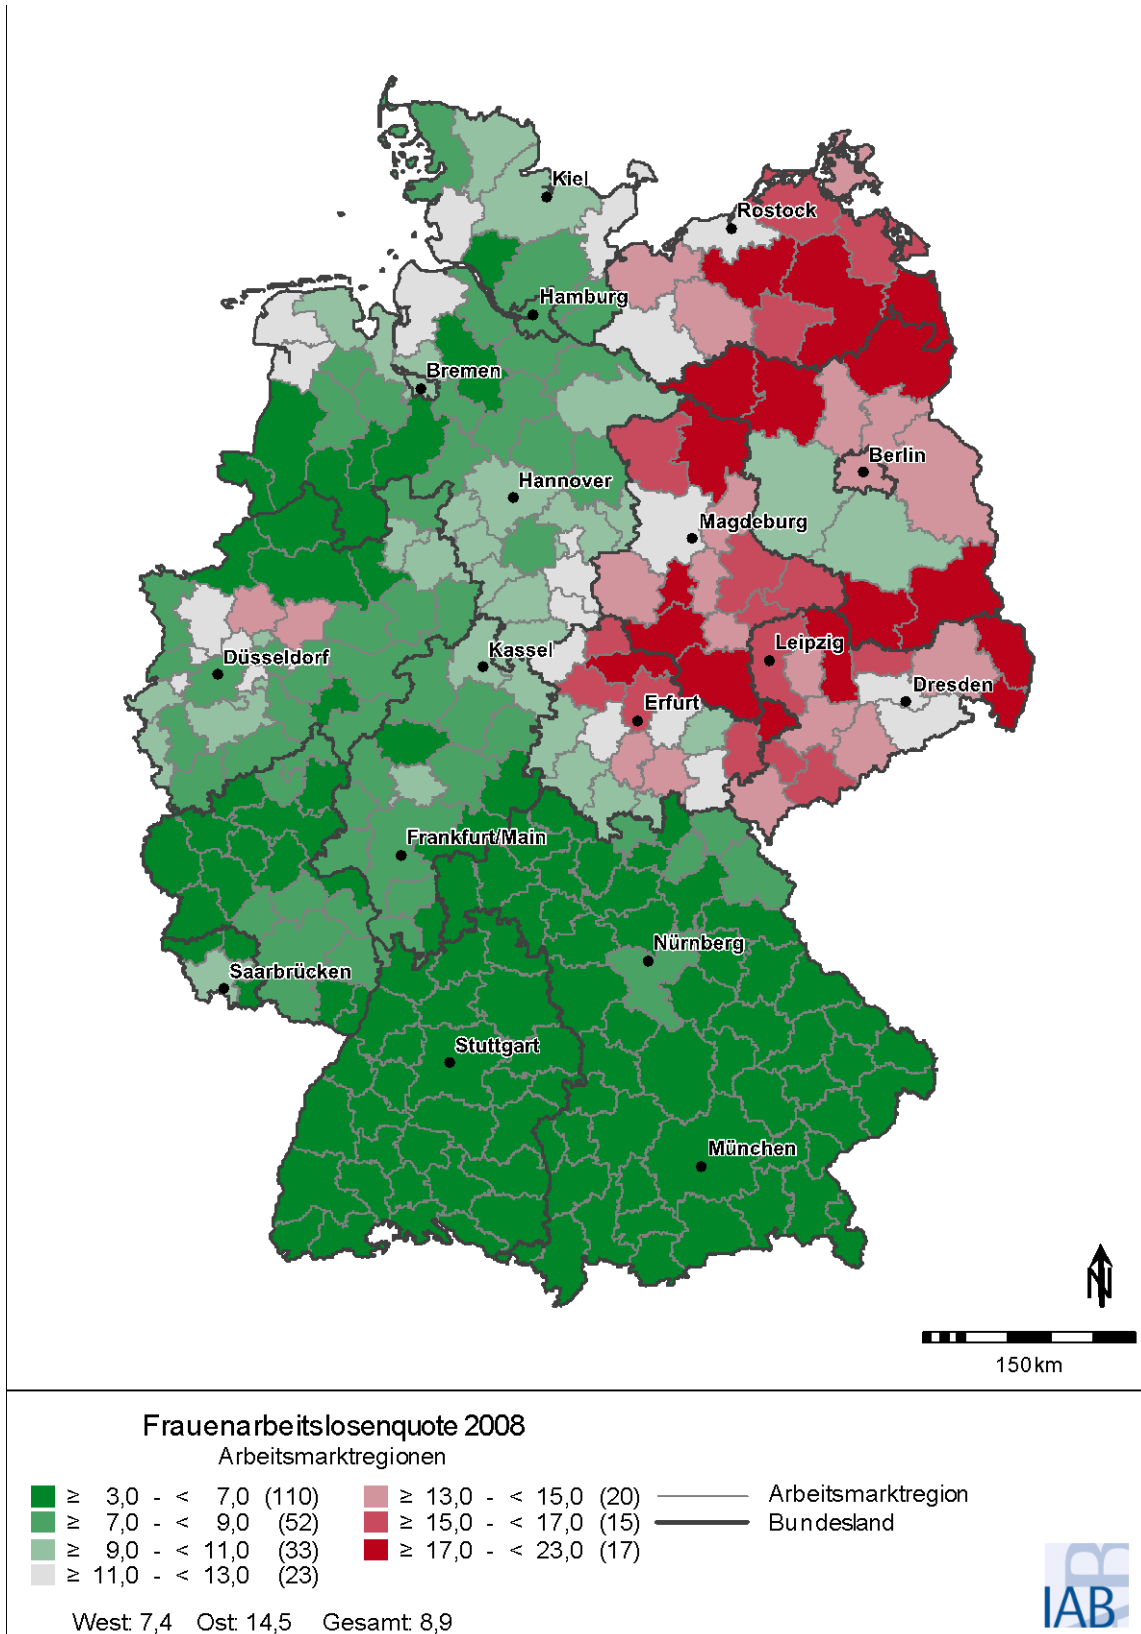 Kiel
Rostock
Hamburg
Bremen
Berlin
Hannover
Magdeburg
Düsseldorf
Kassel
Leipzig
Dresden
Erfurt
Frankfurt/Main
Nürnberg
Saarbrücken
Stuttgart
München
N
150 km
Frauenarbeitslosenquote 2008
Arbeitsmarktregionen
≥ 3,0 - < 7,0 (110)
≥ 7,0 - < 9,0 (52)
≥ 9,0 - < 11,0 (33)
≥ 11,0 - < 13,0 (23)
≥ 13,0 - < 15,0 (20)
≥ 15,0 - < 17,0 (15)
≥ 17,0 - < 23,0 (17)
Arbeitsmarktregion
Bundesland
West: 7,4 Ost: 14,5 Gesamt: 8,9
IAB